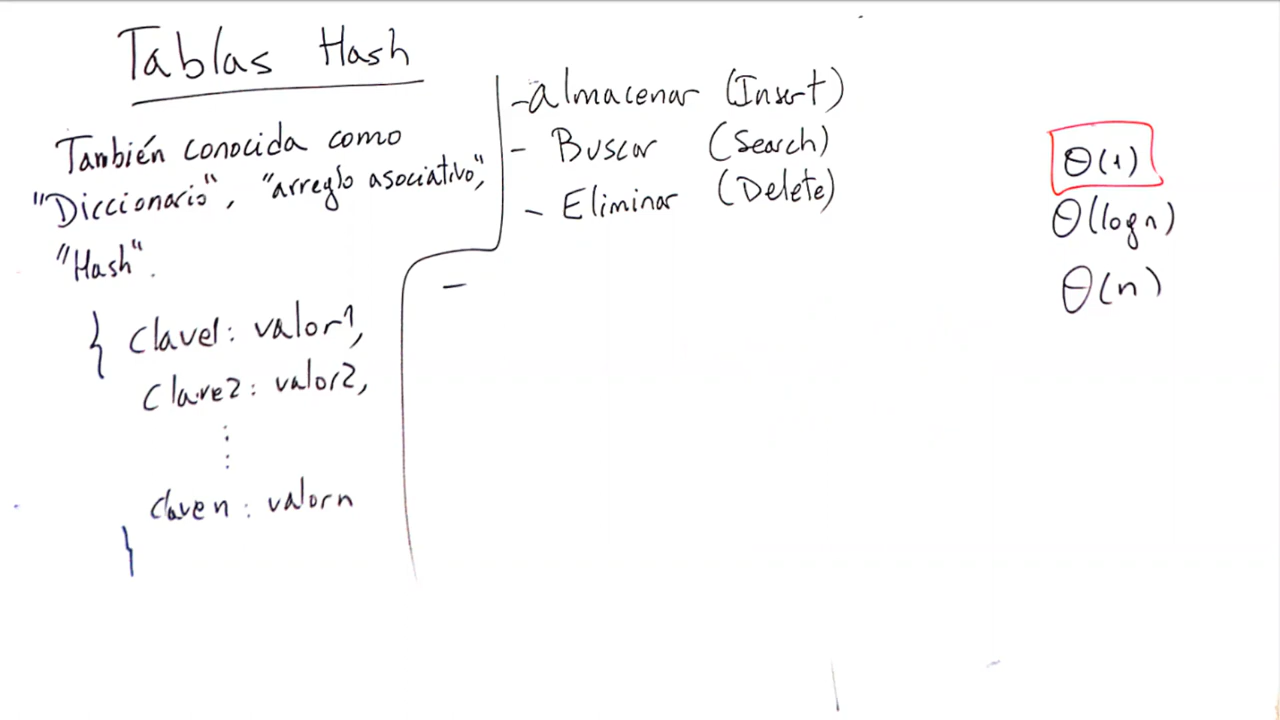 Tablas Hash
También conocida como
"Diccionario", "arreglo asociativo",
"Hash".
{ clave1: valor1,
clave2: valor2,
⋮
claven: valorn
}
- almacenar (Insert)
- Buscar (Search)
- Eliminar (Delete)
-
Θ(1)
Θ(log n)
Θ(n)